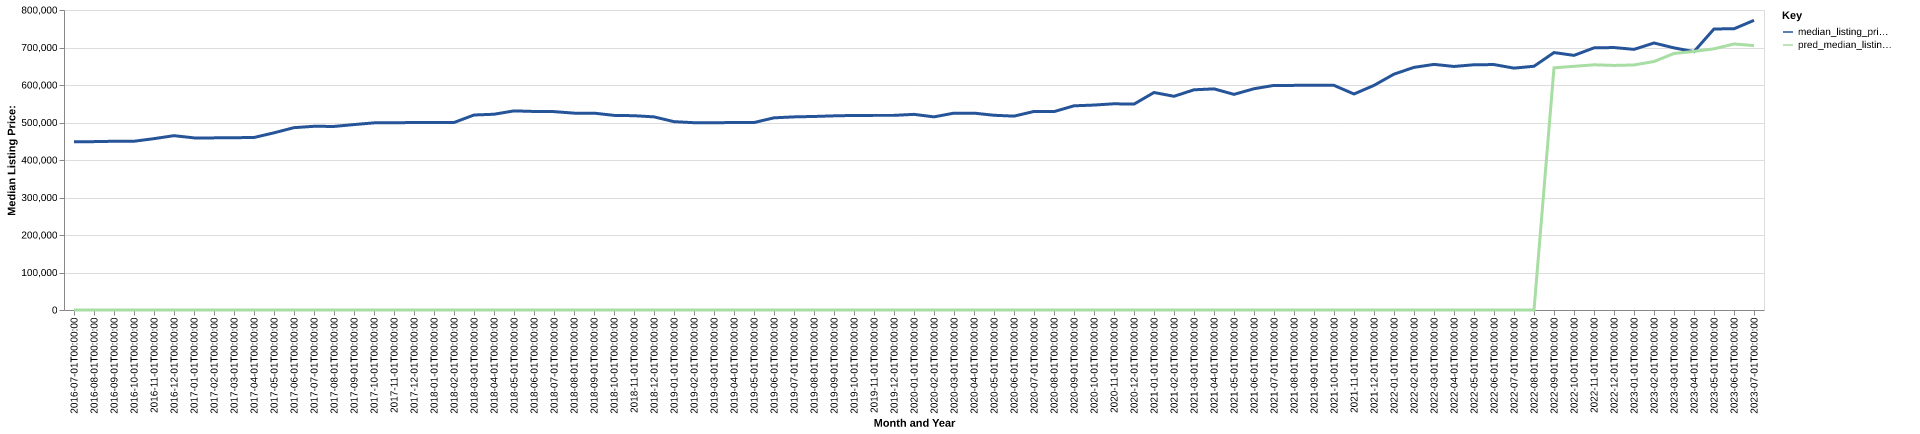 800,000
700,000
600,000
500,000
400,000
300,000
200,000
100,000
0
Median Listing Price:
2016-07-01T00:00:00
2016-08-01T00:00:00
2016-09-01T00:00:00
2016-10-01T00:00:00
2016-11-01T00:00:00
2016-12-01T00:00:00
2017-01-01T00:00:00
2017-02-01T00:00:00
2017-03-01T00:00:00
2017-04-01T00:00:00
2017-05-01T00:00:00
2017-06-01T00:00:00
2017-07-01T00:00:00
2017-08-01T00:00:00
2017-09-01T00:00:00
2017-10-01T00:00:00
2017-11-01T00:00:00
2017-12-01T00:00:00
2018-01-01T00:00:00
2018-02-01T00:00:00
2018-03-01T00:00:00
2018-04-01T00:00:00
2018-05-01T00:00:00
2018-06-01T00:00:00
2018-07-01T00:00:00
2018-08-01T00:00:00
2018-09-01T00:00:00
2018-10-01T00:00:00
2018-11-01T00:00:00
2018-12-01T00:00:00
2019-01-01T00:00:00
2019-02-01T00:00:00
2019-03-01T00:00:00
2019-04-01T00:00:00
2019-05-01T00:00:00
2019-06-01T00:00:00
2019-07-01T00:00:00
2019-08-01T00:00:00
2019-09-01T00:00:00
2019-10-01T00:00:00
2019-11-01T00:00:00
2019-12-01T00:00:00
2020-01-01T00:00:00
2020-02-01T00:00:00
2020-03-01T00:00:00
2020-04-01T00:00:00
2020-05-01T00:00:00
2020-06-01T00:00:00
2020-07-01T00:00:00
2020-08-01T00:00:00
2020-09-01T00:00:00
2020-10-01T00:00:00
2020-11-01T00:00:00
2020-12-01T00:00:00
2021-01-01T00:00:00
2021-02-01T00:00:00
2021-03-01T00:00:00
2021-04-01T00:00:00
2021-05-01T00:00:00
2021-06-01T00:00:00
2021-07-01T00:00:00
2021-08-01T00:00:00
2021-09-01T00:00:00
2021-10-01T00:00:00
2021-11-01T00:00:00
2021-12-01T00:00:00
2022-01-01T00:00:00
2022-02-01T00:00:00
2022-03-01T00:00:00
2022-04-01T00:00:00
2022-05-01T00:00:00
2022-06-01T00:00:00
2022-07-01T00:00:00
2022-08-01T00:00:00
2022-09-01T00:00:00
2022-10-01T00:00:00
2022-11-01T00:00:00
2022-12-01T00:00:00
2023-01-01T00:00:00
2023-02-01T00:00:00
2023-03-01T00:00:00
2023-04-01T00:00:00
2023-05-01T00:00:00
2023-06-01T00:00:00
2023-07-01T00:00:00
Month and Year
Key
median_listing_pri…
pred_median_listin…